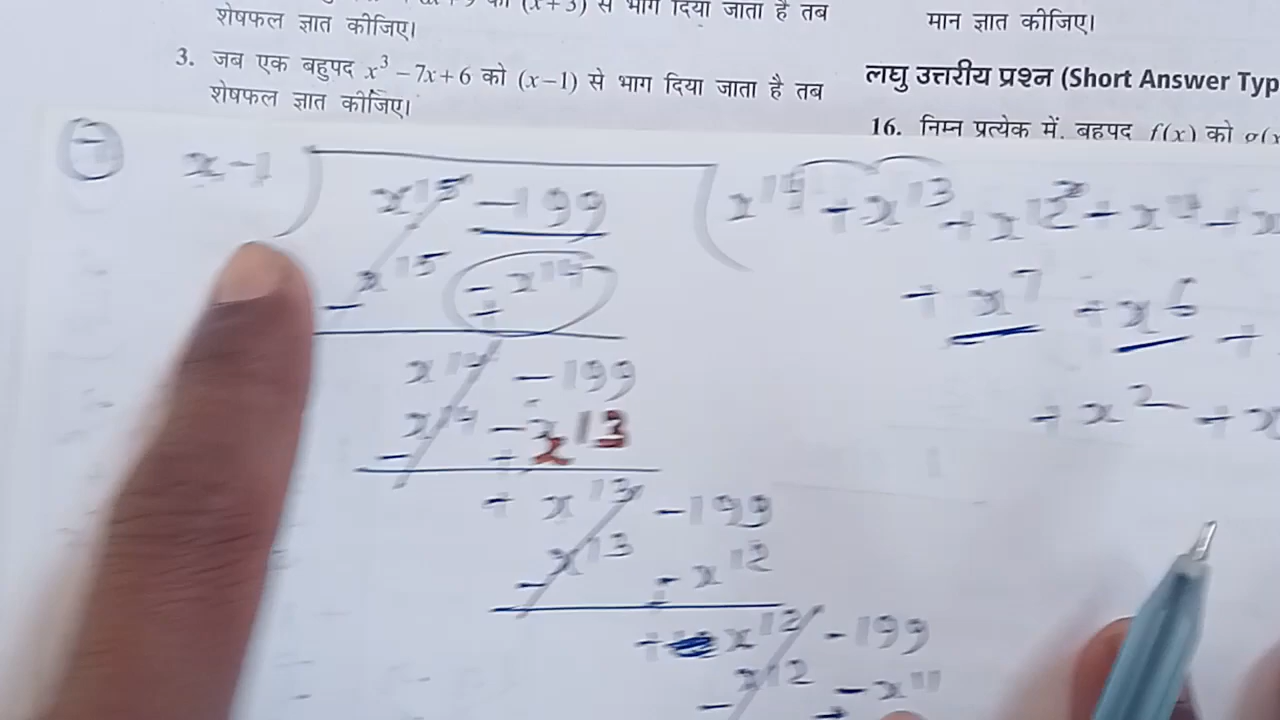 को (x+3) से भाग दिया जाता है तब
शेषफल ज्ञात कीजिए।
3. जब एक बहुपद x³ − 7x + 6 को (x−1) से भाग दिया जाता है तब
शेषफल ज्ञात कीजिए।
मान ज्ञात कीजिए।
लघु उत्तरीय प्रश्न (Short Answer Typ
16. निम्न प्रत्येक में, बहुपद f(x) को g(x
x−1
x¹⁵ − 199
x¹⁴ + x¹³ + x¹² + x
− x¹⁵ − x¹⁴
+
+ x⁷ + x⁶ +
x¹⁴ − 199
+ x² + x
x¹⁴ − x¹³
− +
+ x¹³ − 199
x¹³ − x¹²
− +
+ x¹² − 199
x¹² − x¹¹
− +